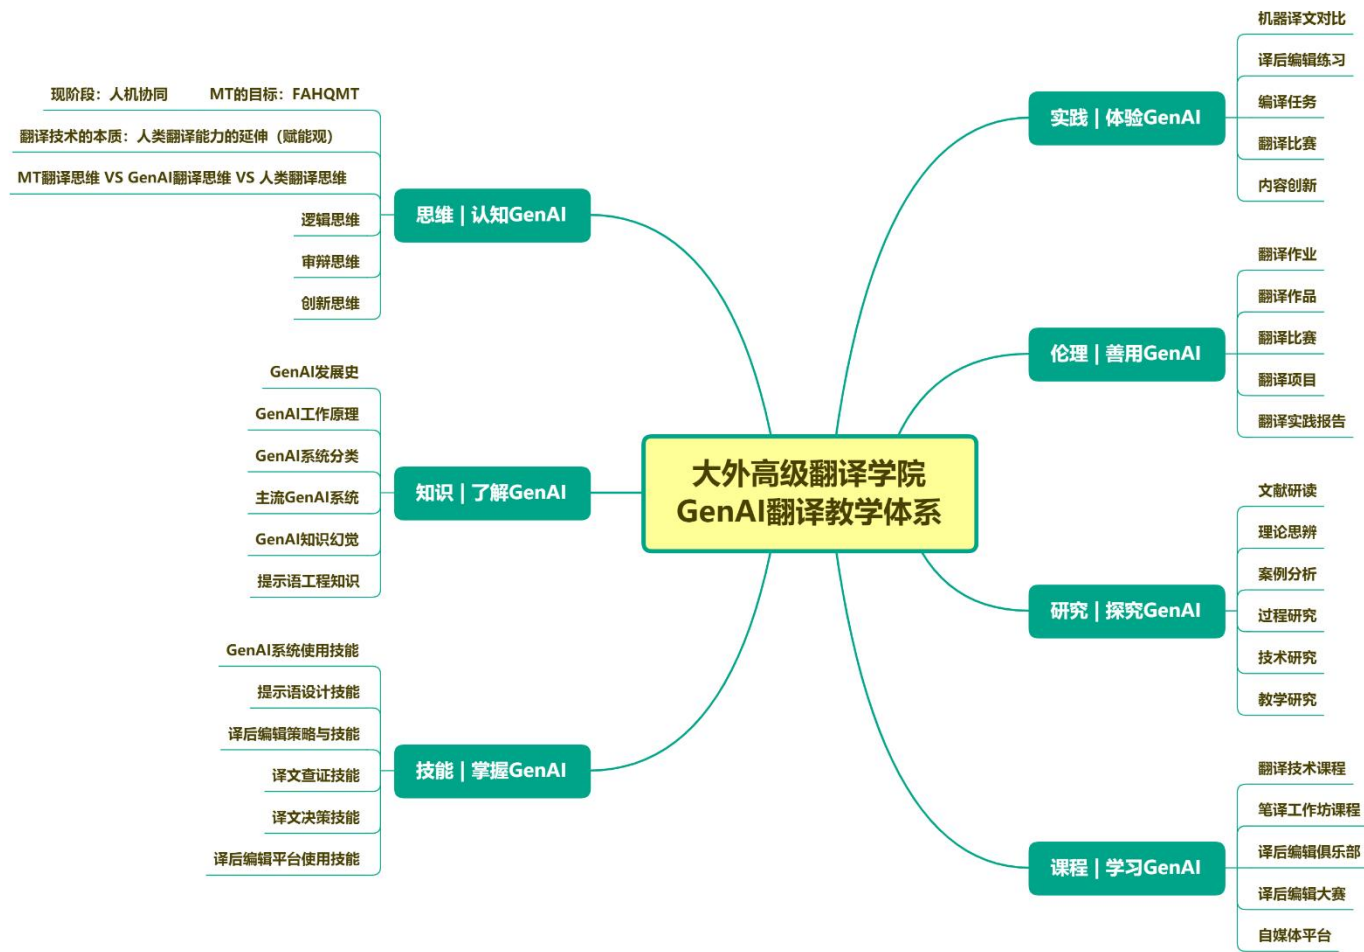 大外高级翻译学院
GenAI翻译教学体系
思维 | 认知GenAI
现阶段：人机协同 MT的目标：FAHQMT
翻译技术的本质：人类翻译能力的延伸（赋能观）
MT翻译思维 VS GenAI翻译思维 VS 人类翻译思维
逻辑思维
审辩思维
创新思维
知识 | 了解GenAI
GenAI发展史
GenAI工作原理
GenAI系统分类
主流GenAI系统
GenAI知识幻觉
提示语工程知识
技能 | 掌握GenAI
GenAI系统使用技能
提示语设计技能
译后编辑策略与技能
译文查证技能
译文决策技能
译后编辑平台使用技能
实践 | 体验GenAI
机器译文对比
译后编辑练习
编译任务
翻译比赛
内容创新
伦理 | 善用GenAI
翻译作业
翻译作品
翻译比赛
翻译项目
翻译实践报告
研究 | 探究GenAI
文献研读
理论思辨
案例分析
过程研究
技术研究
教学研究
课程 | 学习GenAI
翻译技术课程
笔译工作坊课程
译后编辑俱乐部
译后编辑大赛
自媒体平台